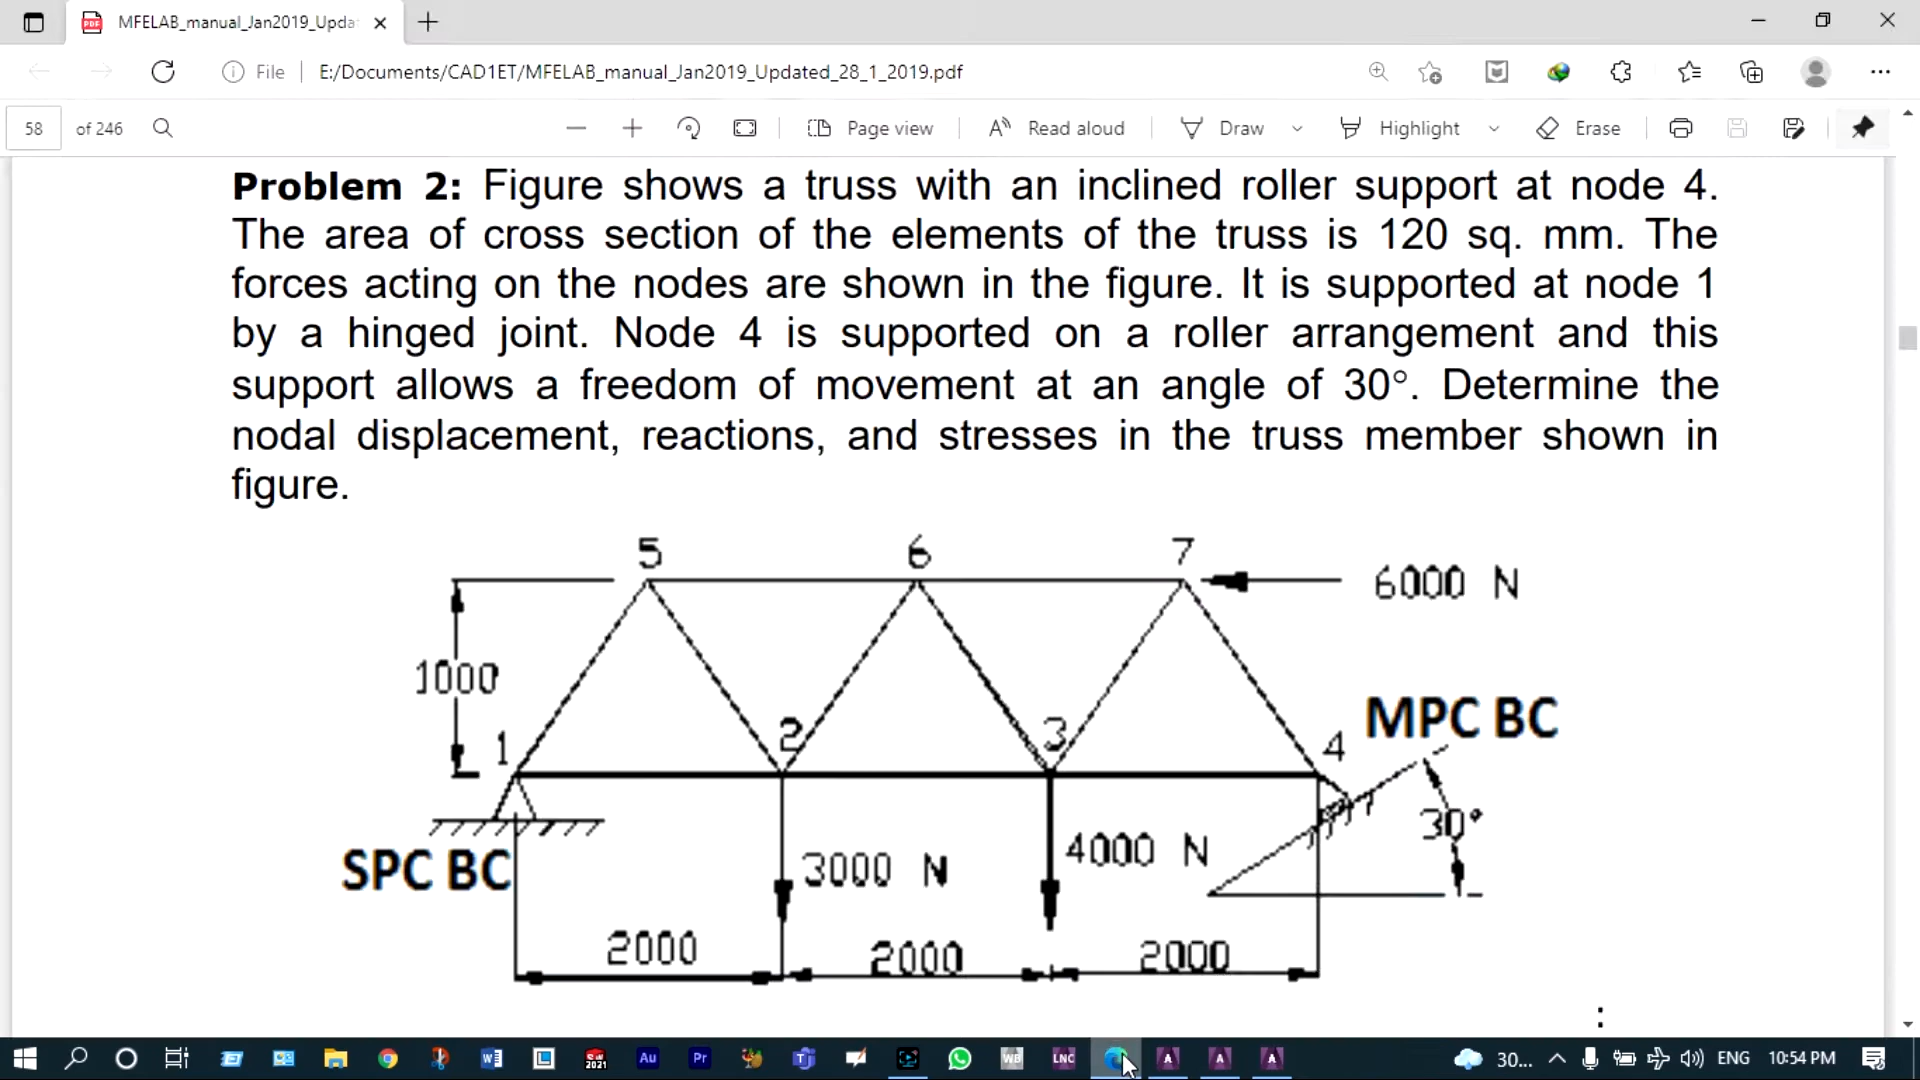 MFELAB_manual_Jan2019_Upda
File
E:/Documents/CAD1ET/MFELAB_manual_Jan2019_Updated_28_1_2019.pdf
58 of 246
Page view
Read aloud
Draw
Highlight
Erase
Problem 2: Figure shows a truss with an inclined roller support at node 4.
The area of cross section of the elements of the truss is 120 sq. mm. The
forces acting on the nodes are shown in the figure. It is supported at node 1
by a hinged joint. Node 4 is supported on a roller arrangement and this
support allows a freedom of movement at an angle of 30°. Determine the
nodal displacement, reactions, and stresses in the truss member shown in
figure.
5 6 7
6000 N
1000
1 2 3 4
MPC BC
30°
SPC BC
3000 N
4000 N
2000 2000 2000
:
SW 2021
Au
Pr
WB
LNC
30...
ENG
10:54 PM